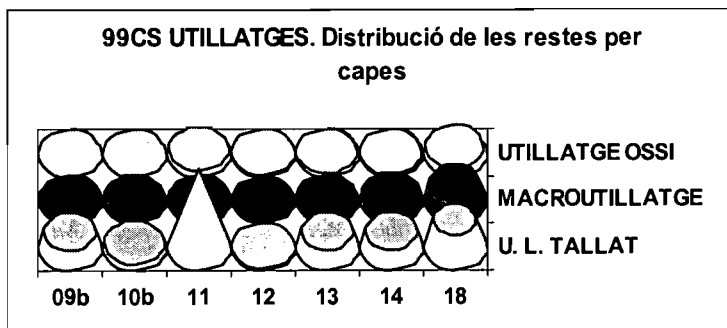 99CS UTILLATGES. Distribució de les restes per
capes
UTILLATGE OSSI
MACROUTILLATGE
U. L. TALLAT
09b 10b 11 12 13 14 18